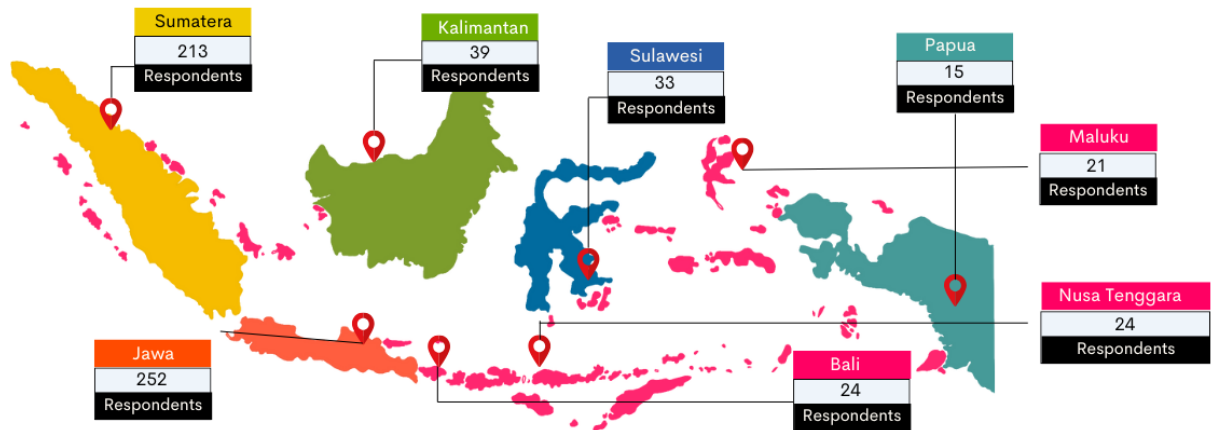 Sumatera
213
Respondents
Kalimantan
39
Respondents
Sulawesi
33
Respondents
Papua
15
Respondents
Maluku
21
Respondents
Nusa Tenggara
24
Respondents
Jawa
252
Respondents
Bali
24
Respondents